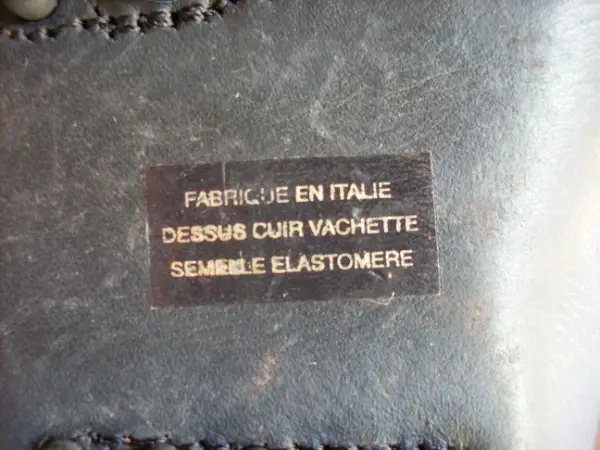 FABRIQUE EN ITALIE
DESSUS CUIR VACHETTE
SEMELLE ELASTOMERE